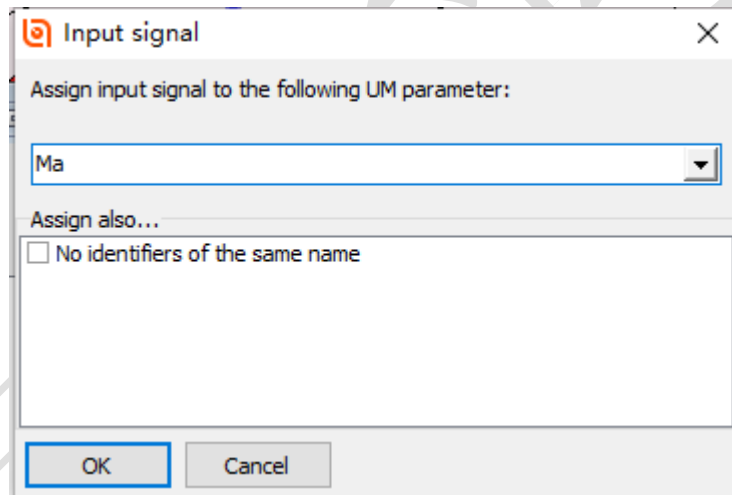 Input signal
Assign input signal to the following UM parameter:
Ma
Assign also...
No identifiers of the same name
OK
Cancel